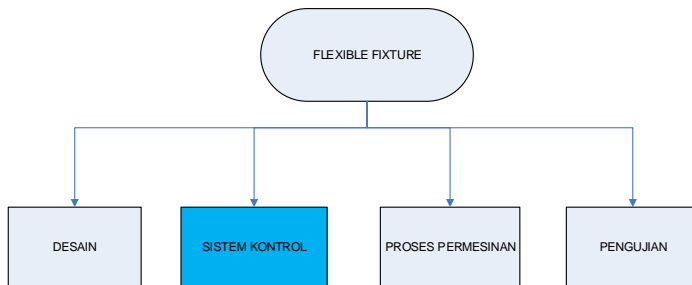 FLEXIBLE FIXTURE
DESAIN
SISTEM KONTROL
PROSES PERMESINAN
PENGUJIAN